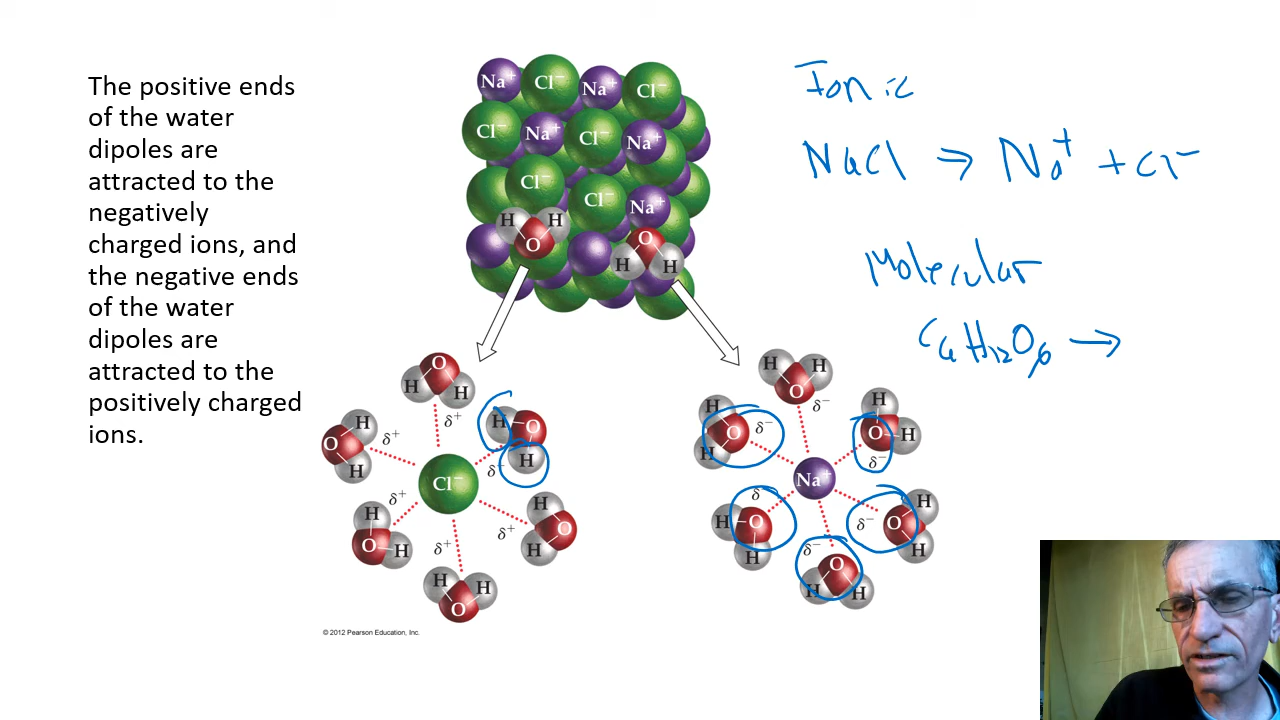 The positive ends
of the water
dipoles are
attracted to the
negatively
charged ions, and
the negative ends
of the water
dipoles are
attracted to the
positively charged
ions.
Na⁺ Cl⁻ Na⁺ Cl⁻
Cl⁻ Na⁺ Cl⁻ Na⁺
Cl⁻ Cl⁻ Na⁺
H H O
O H H
Ionic
NaCl ⇒ Na⁺ + Cl⁻
Molecular
C6H12O6 →
O H H δ⁺
H O H δ⁻
H O H δ⁺
H O H δ⁺
H H O δ⁺
H O H δ⁺
Cl⁻
H H O δ⁻
H O H δ⁻
H O H δ⁻
H O H δ⁻
H O H δ⁻
O H H δ⁻
Na⁺
© 2012 Pearson Education, Inc.